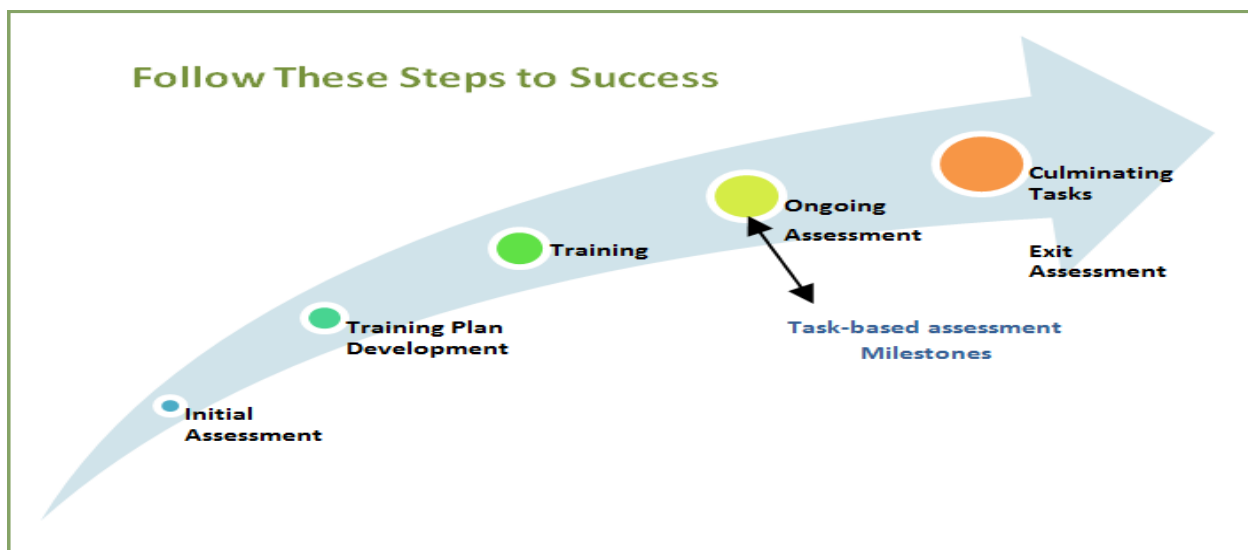 Follow These Steps to Success
Initial
Assessment
Training Plan
Development
Training
Ongoing
Assessment
Task-based assessment
Milestones
Culminating
Tasks
Exit
Assessment